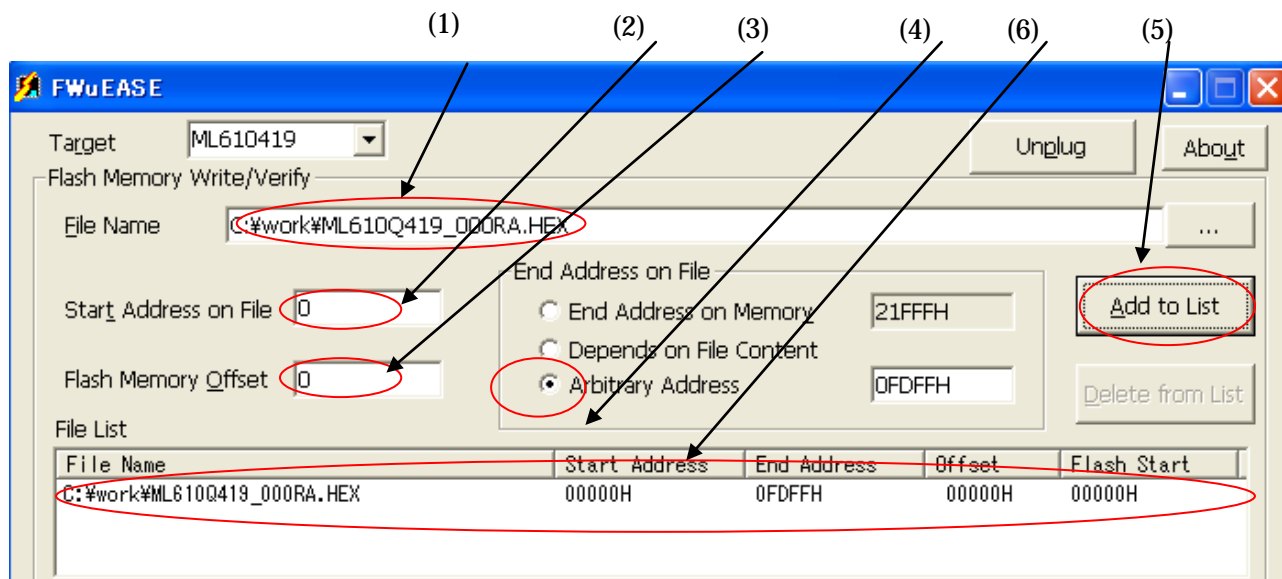 (1) (2) (3) (4) (6) (5)
FWuEASE
Target ML610419 Unplug About
Flash Memory Write/Verify
File Name C:¥work¥ML610Q419_000RA.HEX ...
End Address on File
Start Address on File 0 End Address on Memory 21FFFH Add to List
Depends on File Content
Flash Memory Offset 0 Arbitrary Address 0FDFFH Delete from List
File List
File Name Start Address End Address Offset Flash Start
C:¥work¥ML610Q419_000RA.HEX 00000H 0FDFFH 00000H 00000H